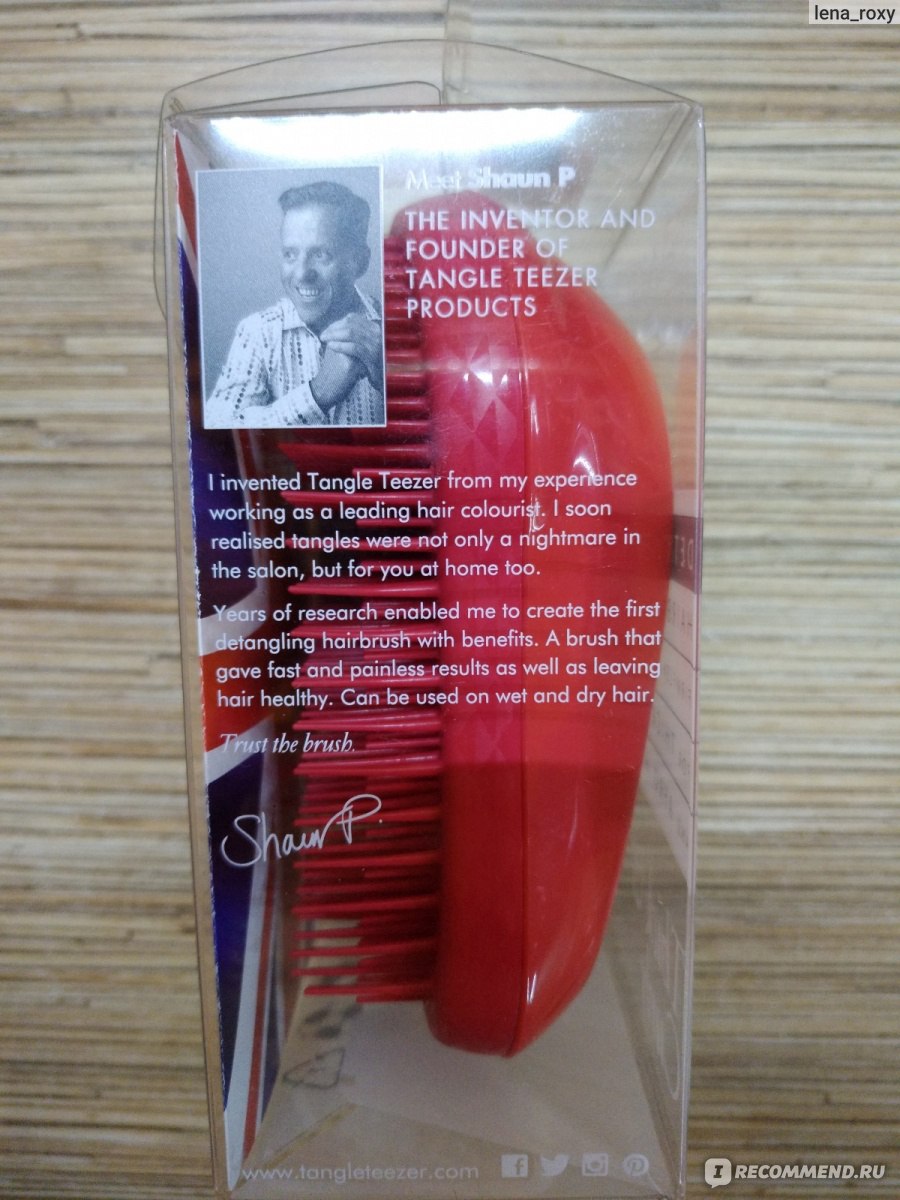 lena_roxy
Meet Shaun P
THE INVENTOR AND
FOUNDER OF
TANGLE TEEZER
PRODUCTS
I invented Tangle Teezer from my experience
working as a leading hair colourist. I soon
realised tangles were not only a nightmare in
the salon, but for you at home too.
Years of research enabled me to create the first
detangling hairbrush with benefits. A brush that
gave fast and painless results as well as leaving
hair healthy. Can be used on wet and dry hair.
Trust the brush.
Shaun P.
www.tangleteezer.com
IRECOMMEND.RU